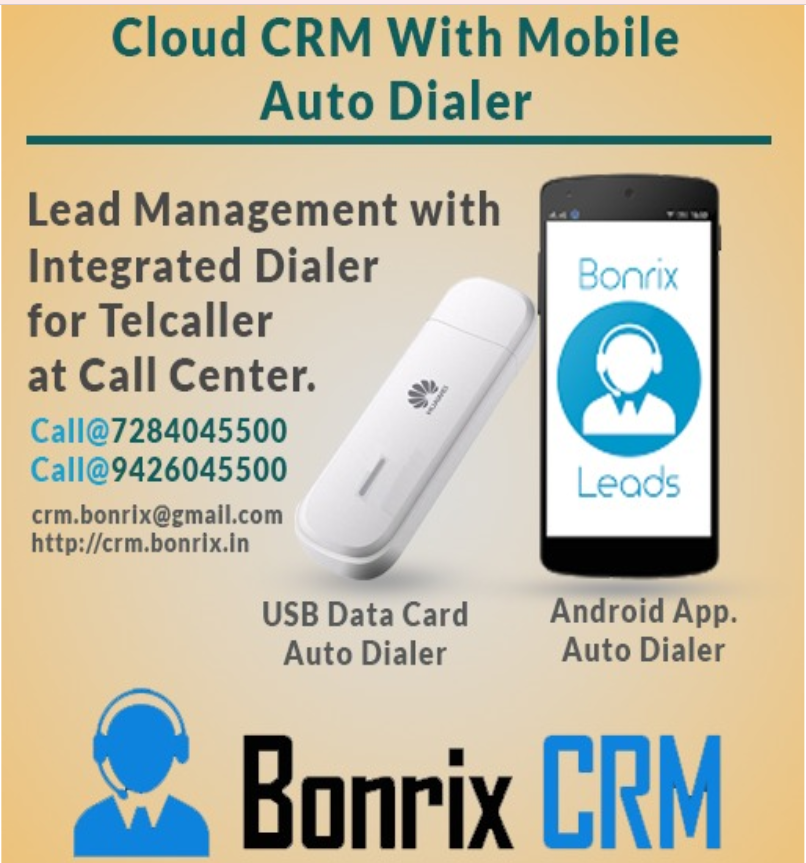 Cloud CRM With Mobile
Auto Dialer
Lead Management with
Integrated Dialer
for Telcaller
at Call Center.
Call@7284045500
Call@9426045500
crm.bonrix@gmail.com
http://crm.bonrix.in
HUAWEI
Bonrix
Leads
USB Data Card
Auto Dialer
Android App.
Auto Dialer
Bonrix CRM